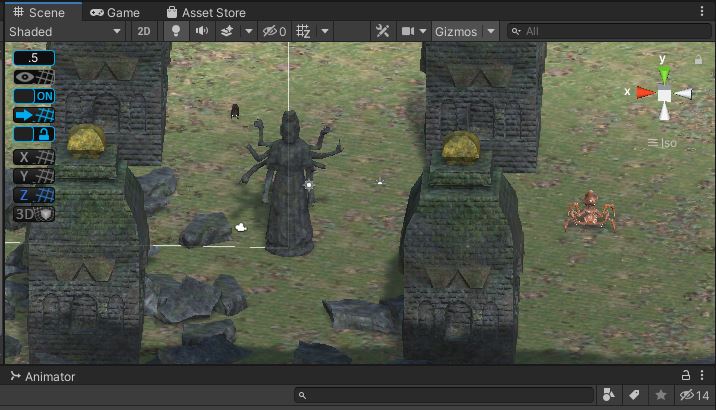 Scene Game Asset Store
Shaded 2D 0 Gizmos All
.5
ON
X
Y
Z
3D
y
x
Iso
Animator
14